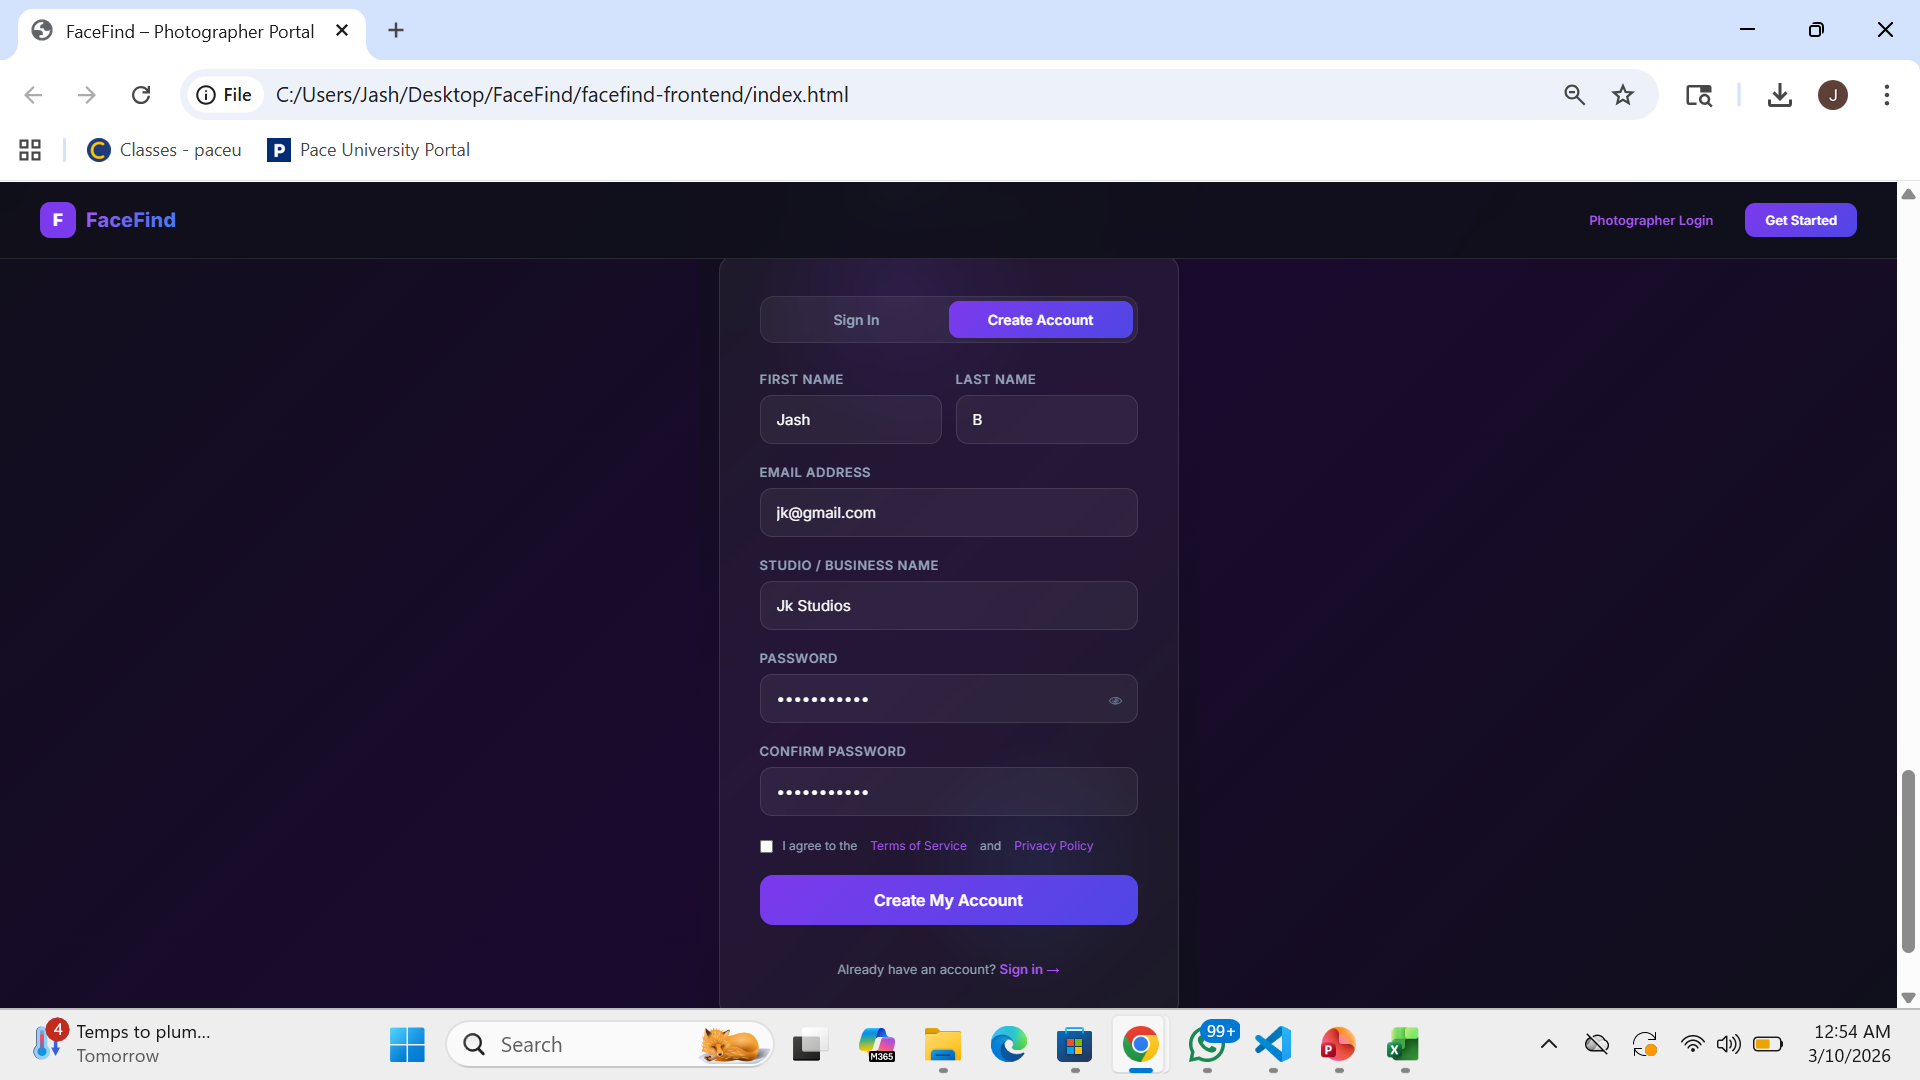 FaceFind – Photographer Portal
File C:/Users/Jash/Desktop/FaceFind/facefind-frontend/index.html
J
Classes - paceu
P Pace University Portal
F FaceFind
Photographer Login
Get Started
Sign In
Create Account
FIRST NAME
LAST NAME
Jash
B
EMAIL ADDRESS
jk@gmail.com
STUDIO / BUSINESS NAME
Jk Studios
PASSWORD
•••••••••••
CONFIRM PASSWORD
•••••••••••
I agree to the Terms of Service and Privacy Policy
Create My Account
Already have an account? Sign in →
4
Temps to plum...
Tomorrow
Search
M365
99+
P
X
12:54 AM
3/10/2026